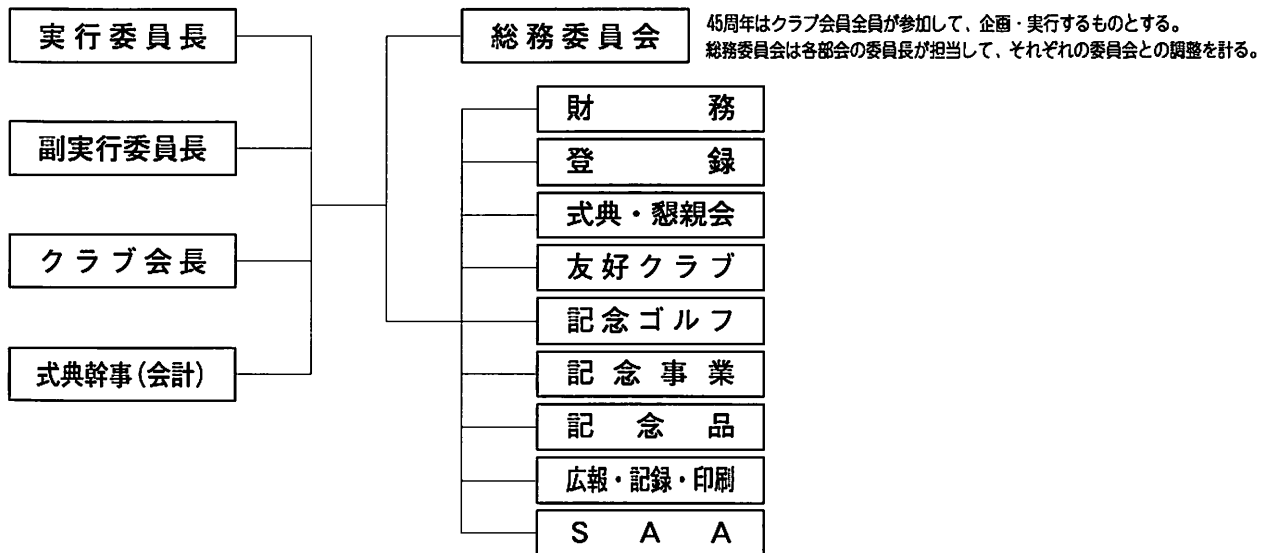 実行委員長
副実行委員長
クラブ会長
式典幹事(会計)
総務委員会
45周年はクラブ会員全員が参加して、企画・実行するものとする。
総務委員会は各部会の委員長が担当して、それぞれの委員会との調整を計る。
財務
登録
式典・懇親会
友好クラブ
記念ゴルフ
記念事業
記念品
広報・記録・印刷
SAA